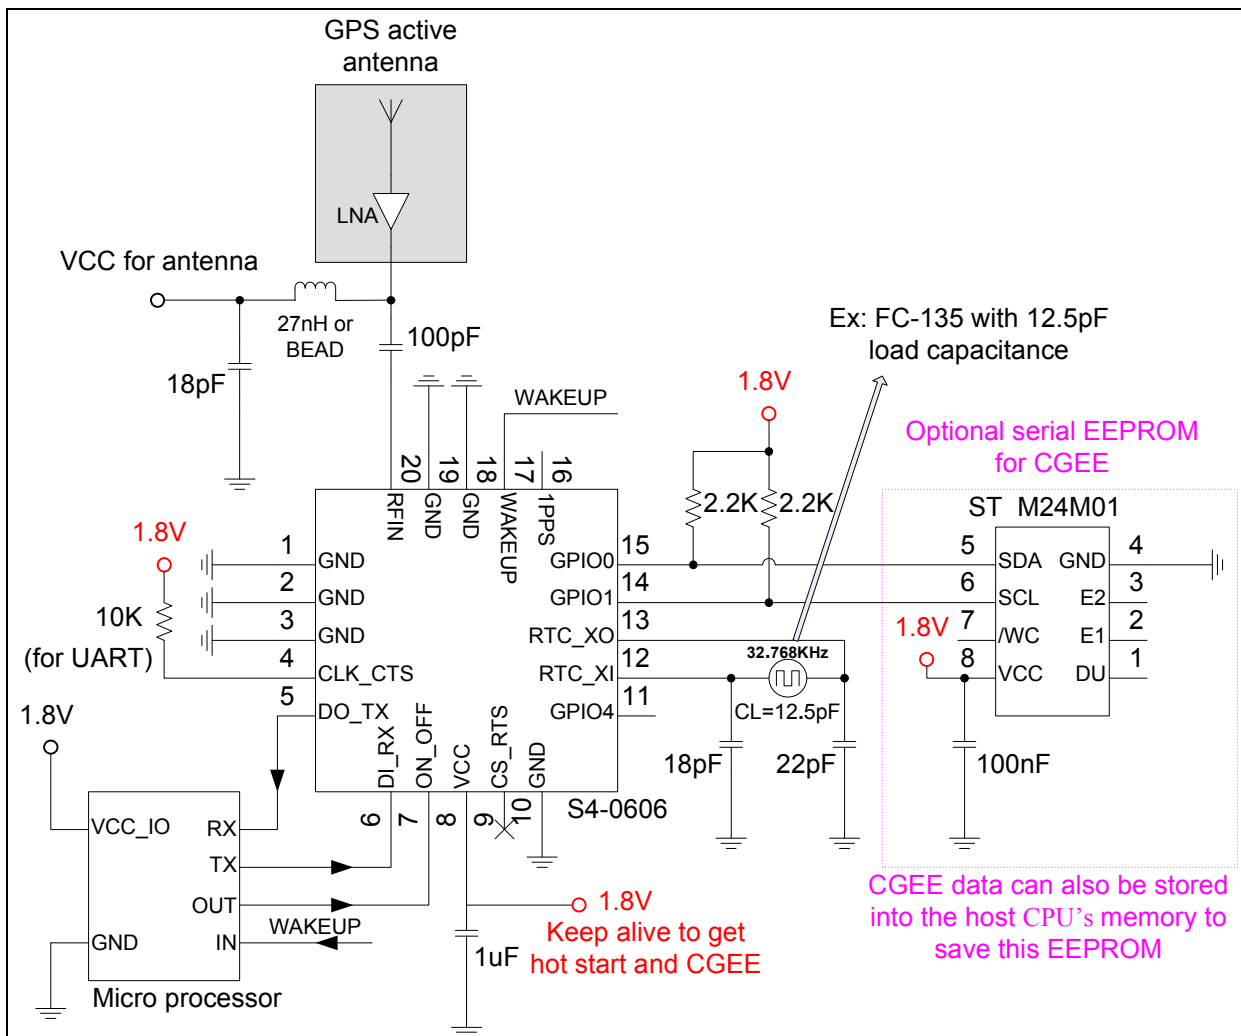 GPS active
antenna
LNA
VCC for antenna
27nH or
BEAD
100pF
18pF
Ex: FC-135 with 12.5pF
load capacitance
WAKEUP
1.8V
Optional serial EEPROM
for CGEE
20
19
18
17
16
RFIN
GND
GND
WAKEUP
1PPS
2.2K
2.2K
ST M24M01
1.8V
10K
(for UART)
1
GND
2
GND
3
GND
4
CLK_CTS
5
DO_TX
15
GPIO0
14
GPIO1
13
RTC_XO
12
RTC_XI
11
GPIO4
32.768KHz
CL=12.5pF
5
SDA
GND
4
6
SCL
E2
3
7
/WC
E1
2
8
VCC
DU
1
1.8V
DI_RX
ON_OFF
VCC
CS_RTS
GND
6
7
8
9
10
S4-0606
18pF
22pF
100nF
1.8V
VCC_IO
RX
TX
OUT
GND
IN
WAKEUP
Micro processor
1uF
1.8V
Keep alive to get
hot start and CGEE
CGEE data can also be stored
into the host CPU's memory to
save this EEPROM